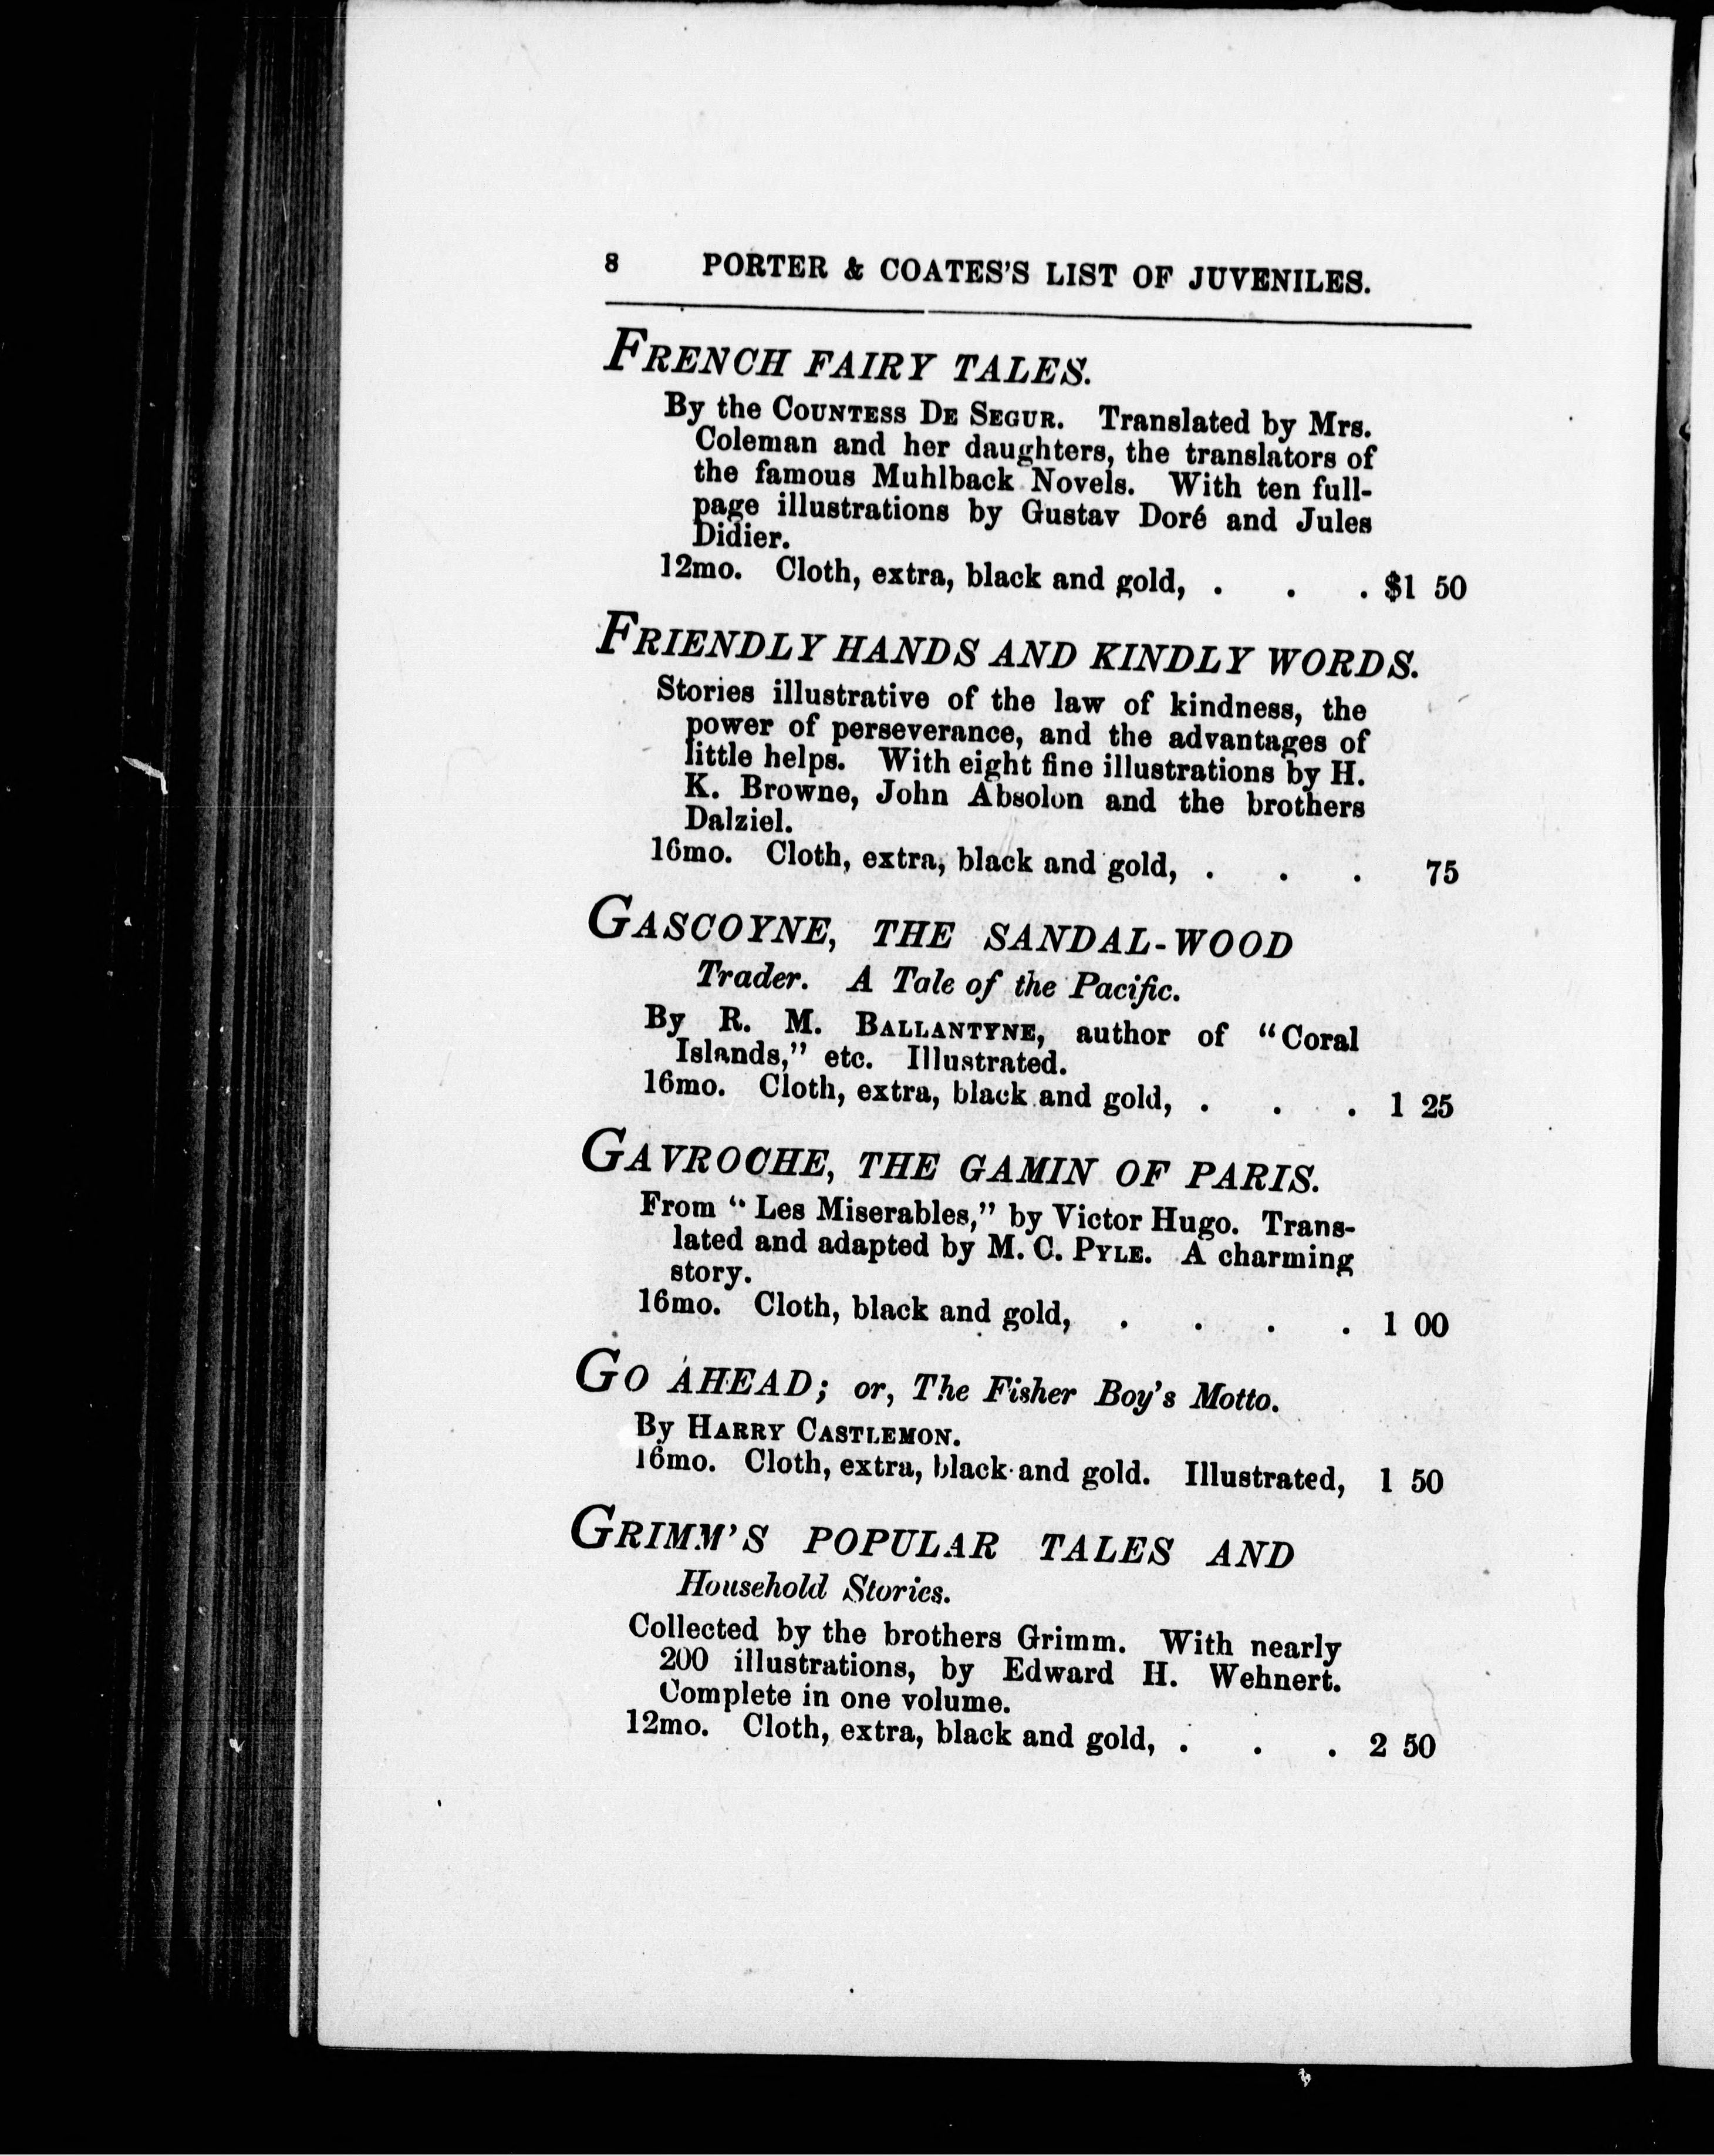 8 PORTER & COATES'S LIST OF JUVENILES.
FRENCH FAIRY TALES.
By the COUNTESS DE SEGUR. Translated by Mrs.
Coleman and her daughters, the translators of
the famous Muhlback Novels. With ten full-
page illustrations by Gustav Doré and Jules
Didier.
12mo. Cloth, extra, black and gold, . . . $1 50
FRIENDLY HANDS AND KINDLY WORDS.
Stories illustrative of the law of kindness, the
power of perseverance, and the advantages of
little helps. With eight fine illustrations by H.
K. Browne, John Absolon and the brothers
Dalziel.
16mo. Cloth, extra, black and gold, . . . 75
GASCOYNE, THE SANDAL-WOOD
Trader. A Tale of the Pacific.
By R. M. BALLANTYNE, author of "Coral
Islands," etc. Illustrated.
16mo. Cloth, extra, black and gold, . . . 1 25
GAVROCHE, THE GAMIN OF PARIS.
From "Les Miserables," by Victor Hugo. Trans-
lated and adapted by M. C. PYLE. A charming
story.
16mo. Cloth, black and gold, . . . . 1 00
GO AHEAD; or, The Fisher Boy's Motto.
By HARRY CASTLEMON.
16mo. Cloth, extra, black and gold. Illustrated, 1 50
GRIMM'S POPULAR TALES AND
Household Stories.
Collected by the brothers Grimm. With nearly
200 illustrations, by Edward H. Wehnert.
Complete in one volume.
12mo. Cloth, extra, black and gold, . . . 2 50